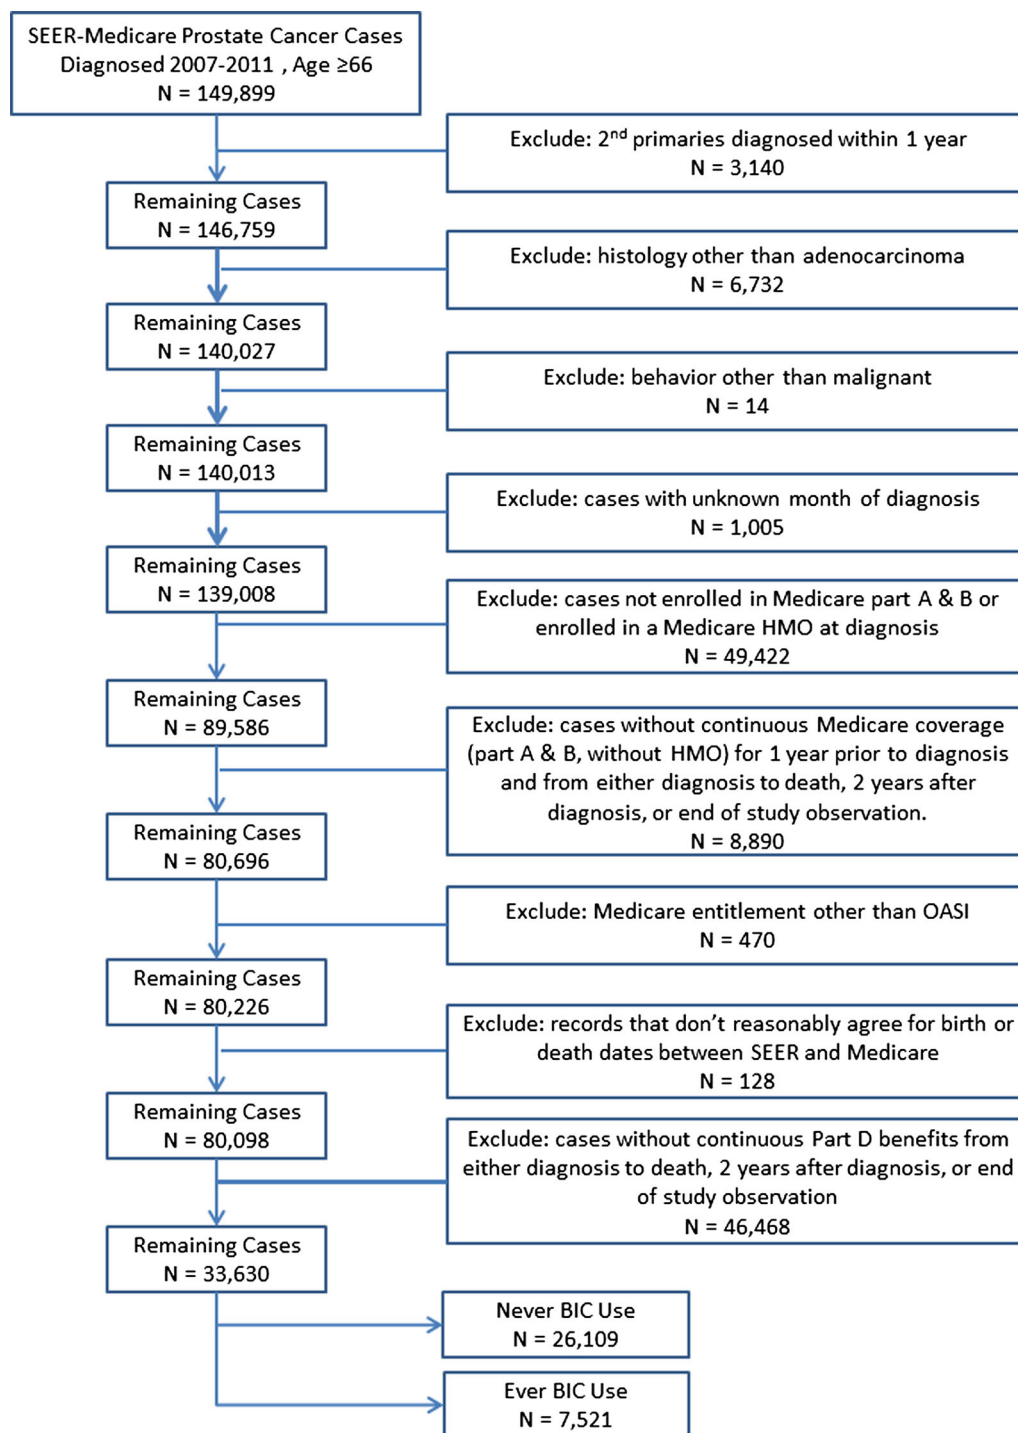 SEER-Medicare Prostate Cancer Cases
Diagnosed 2007-2011 , Age ≥66
N = 149,899
Exclude: 2nd primaries diagnosed within 1 year
N = 3,140
Remaining Cases
N = 146,759
Exclude: histology other than adenocarcinoma
N = 6,732
Remaining Cases
N = 140,027
Exclude: behavior other than malignant
N = 14
Remaining Cases
N = 140,013
Exclude: cases with unknown month of diagnosis
N = 1,005
Remaining Cases
N = 139,008
Exclude: cases not enrolled in Medicare part A & B or
enrolled in a Medicare HMO at diagnosis
N = 49,422
Remaining Cases
N = 89,586
Exclude: cases without continuous Medicare coverage
(part A & B, without HMO) for 1 year prior to diagnosis
and from either diagnosis to death, 2 years after
diagnosis, or end of study observation.
N = 8,890
Remaining Cases
N = 80,696
Exclude: Medicare entitlement other than OASI
N = 470
Remaining Cases
N = 80,226
Exclude: records that don't reasonably agree for birth or
death dates between SEER and Medicare
N = 128
Remaining Cases
N = 80,098
Exclude: cases without continuous Part D benefits from
either diagnosis to death, 2 years after diagnosis, or end
of study observation
N = 46,468
Remaining Cases
N = 33,630
Never BIC Use
N = 26,109
Ever BIC Use
N = 7,521